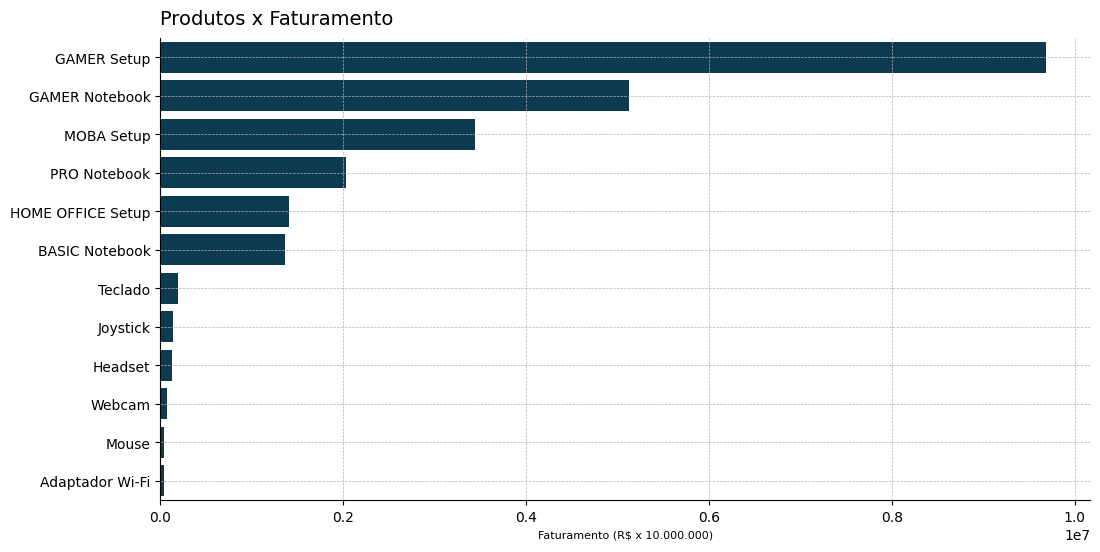 Produtos x Faturamento
GAMER Setup
GAMER Notebook
MOBA Setup
PRO Notebook
HOME OFFICE Setup
BASIC Notebook
Teclado
Joystick
Headset
Webcam
Mouse
Adaptador Wi-Fi
0.0 0.2 0.4 0.6 0.8 1.0
1e7
Faturamento (R$ x 10.000.000)